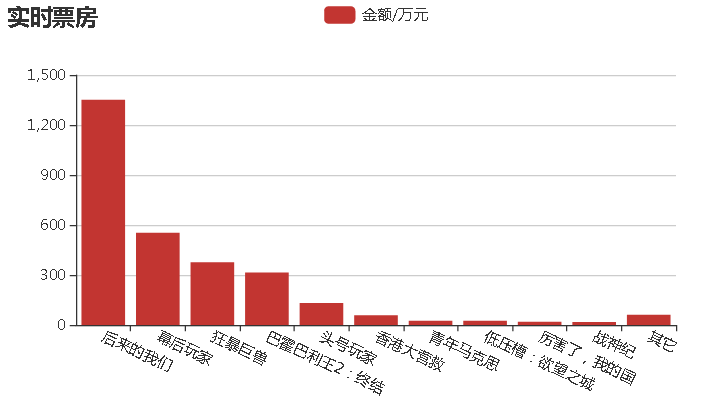 实时票房
金额/万元
1,500
1,200
900
600
300
0
后来的我们
幕后玩家
狂暴巨兽
巴霍巴利王2：终结
头号玩家
香港大营救
青年马克思
低压槽：欲望之城
厉害了，我的国
战神纪
其它